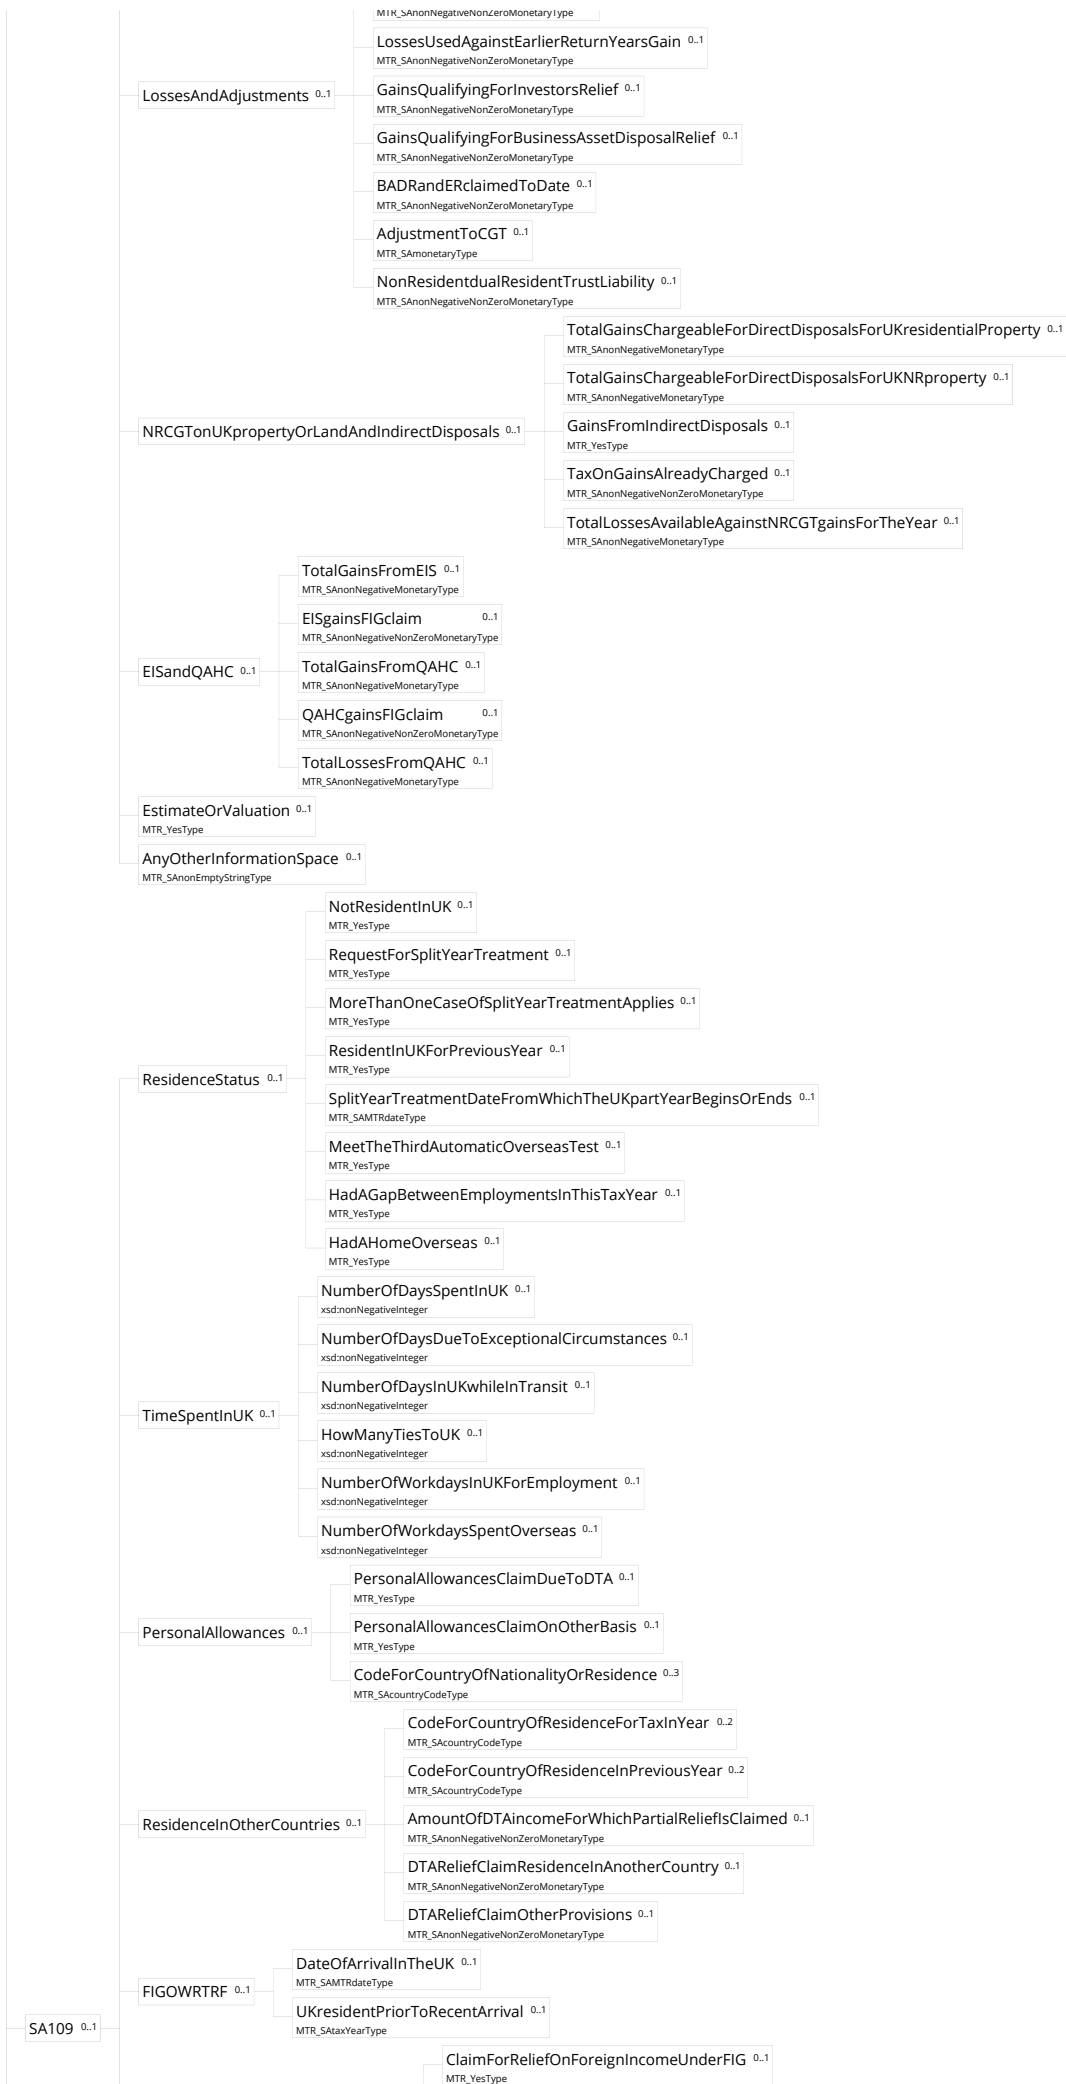 MTR_SAnonNegativeNonZeroMonetaryType
LossesUsedAgainstEarlierReturnYearsGain 0..1
MTR_SAnonNegativeNonZeroMonetaryType
LossesAndAdjustments 0..1
GainsQualifyingForInvestorsRelief 0..1
MTR_SAnonNegativeNonZeroMonetaryType
GainsQualifyingForBusinessAssetDisposalRelief 0..1
MTR_SAnonNegativeNonZeroMonetaryType
BADRandERclaimedToDate 0..1
MTR_SAnonNegativeNonZeroMonetaryType
AdjustmentToCGT 0..1
MTR_SAmonetaryType
NonResidentdualResidentTrustLiability 0..1
MTR_SAnonNegativeNonZeroMonetaryType
TotalGainsChargeableForDirectDisposalsForUKresidentialProperty 0..1
MTR_SAnonNegativeMonetaryType
TotalGainsChargeableForDirectDisposalsForUKNRproperty 0..1
MTR_SAnonNegativeMonetaryType
NRCGTonUKpropertyOrLandAndIndirectDisposals 0..1
GainsFromIndirectDisposals 0..1
MTR_YesType
TaxOnGainsAlreadyCharged 0..1
MTR_SAnonNegativeNonZeroMonetaryType
TotalLossesAvailableAgainstNRCGTgainsForTheYear 0..1
MTR_SAnonNegativeMonetaryType
TotalGainsFromEIS 0..1
MTR_SAnonNegativeMonetaryType
EISgainsFIGclaim 0..1
MTR_SAnonNegativeNonZeroMonetaryType
EISandQAHC 0..1
TotalGainsFromQAHC 0..1
MTR_SAnonNegativeMonetaryType
QAHCgainsFIGclaim 0..1
MTR_SAnonNegativeNonZeroMonetaryType
TotalLossesFromQAHC 0..1
MTR_SAnonNegativeMonetaryType
EstimateOrValuation 0..1
MTR_YesType
AnyOtherInformationSpace 0..1
MTR_SAnonEmptyStringType
NotResidentInUK 0..1
MTR_YesType
RequestForSplitYearTreatment 0..1
MTR_YesType
MoreThanOneCaseOfSplitYearTreatmentApplies 0..1
MTR_YesType
ResidentInUKForPreviousYear 0..1
MTR_YesType
ResidenceStatus 0..1
SplitYearTreatmentDateFromWhichTheUKpartYearBeginsOrEnds 0..1
MTR_SAMTRdateType
MeetTheThirdAutomaticOverseasTest 0..1
MTR_YesType
HadAGapBetweenEmploymentsInThisTaxYear 0..1
MTR_YesType
HadAHomeOverseas 0..1
MTR_YesType
NumberOfDaysSpentInUK 0..1
xsd:nonNegativeInteger
NumberOfDaysDueToExceptionalCircumstances 0..1
xsd:nonNegativeInteger
NumberOfDaysInUKwhileInTransit 0..1
xsd:nonNegativeInteger
TimeSpentInUK 0..1
HowManyTiesToUK 0..1
xsd:nonNegativeInteger
NumberOfWorkdaysInUKForEmployment 0..1
xsd:nonNegativeInteger
NumberOfWorkdaysSpentOverseas 0..1
xsd:nonNegativeInteger
PersonalAllowancesClaimDueToDTA 0..1
MTR_YesType
PersonalAllowances 0..1
PersonalAllowancesClaimOnOtherBasis 0..1
MTR_YesType
CodeForCountryOfNationalityOrResidence 0..3
MTR_SAcountryCodeType
CodeForCountryOfResidenceForTaxInYear 0..2
MTR_SAcountryCodeType
CodeForCountryOfResidenceInPreviousYear 0..2
MTR_SAcountryCodeType
ResidenceInOtherCountries 0..1
AmountOfDTAincomeForWhichPartialReliefIsClaimed 0..1
MTR_SAnonNegativeNonZeroMonetaryType
DTAReliefClaimResidenceInAnotherCountry 0..1
MTR_SAnonNegativeNonZeroMonetaryType
DTAReliefClaimOtherProvisions 0..1
MTR_SAnonNegativeNonZeroMonetaryType
DateOfArrivalInTheUK 0..1
MTR_SAMTRdateType
FIGOWRTRF 0..1
UKresidentPriorToRecentArrival 0..1
MTR_SAtaxYearType
SA109 0..1
ClaimForReliefOnForeignIncomeUnderFIG 0..1
MTR_YesType